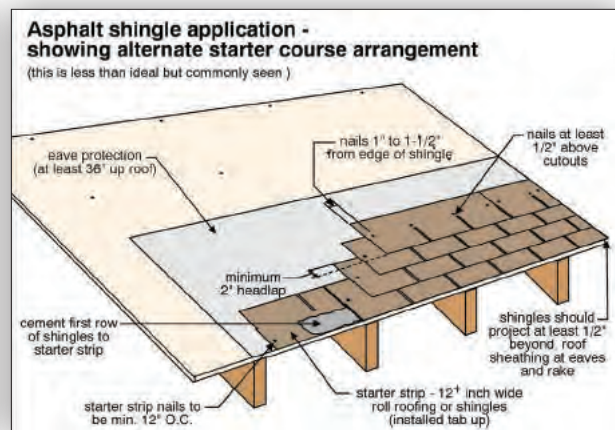 Asphalt shingle application -
showing alternate starter course arrangement
(this is less than ideal but commonly seen )
eave protection
(at least 36" up roof)
nails 1" to 1-1/2"
from edge of shingle
nails at least
1/2" above
cutouts
minimum
2" headlap
cement first row
of shingles to
starter strip
shingles should
project at least 1/2"
beyond roof
sheathing at eaves
and rake
starter strip nails to
be min. 12" O.C.
starter strip - 12+ inch wide
roll roofing or shingles
(installed tab up)